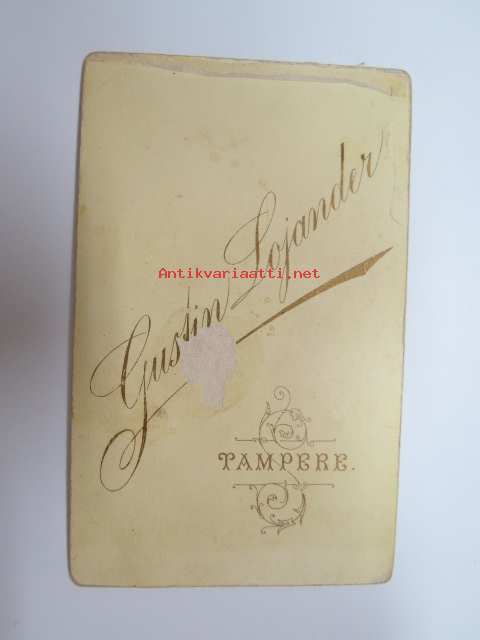 Gustin Lojander
Antikvariaatti.net
TAMPERE.